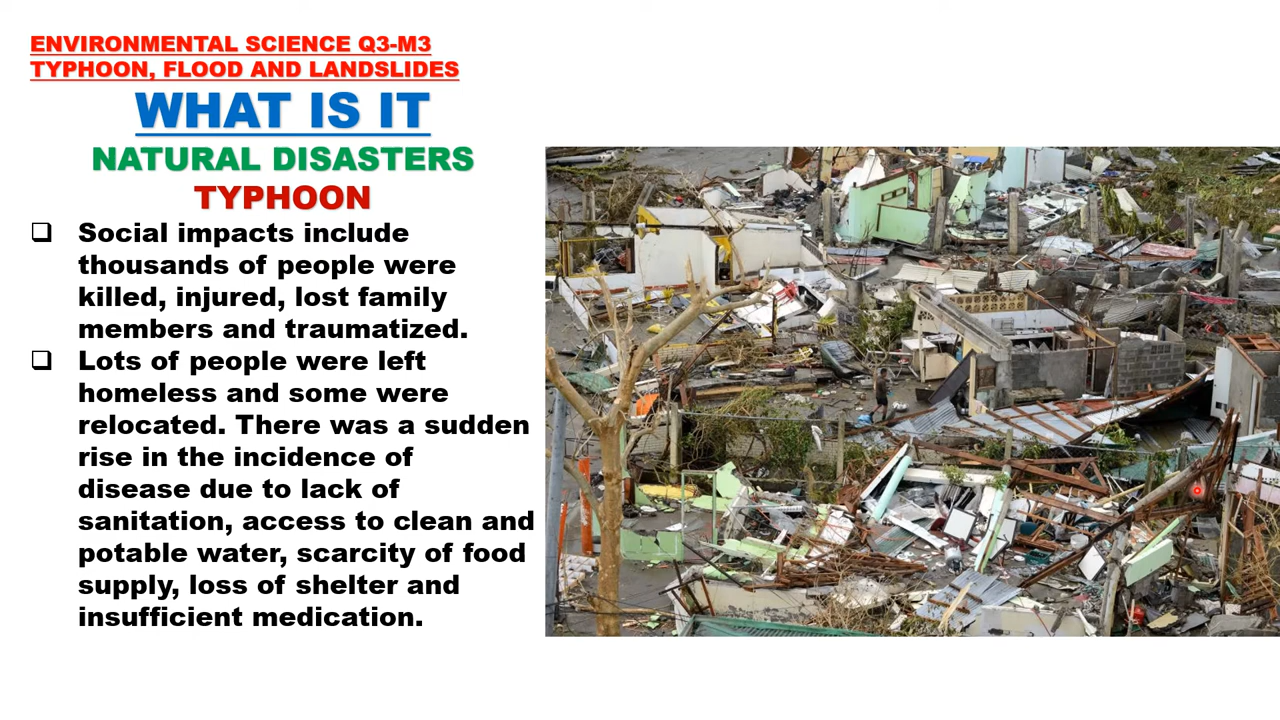 ENVIRONMENTAL SCIENCE Q3-M3
TYPHOON, FLOOD AND LANDSLIDES
WHAT IS IT
NATURAL DISASTERS
TYPHOON
❑ Social impacts include
thousands of people were
killed, injured, lost family
members and traumatized.
❑ Lots of people were left
homeless and some were
relocated. There was a sudden
rise in the incidence of
disease due to lack of
sanitation, access to clean and
potable water, scarcity of food
supply, loss of shelter and
insufficient medication.